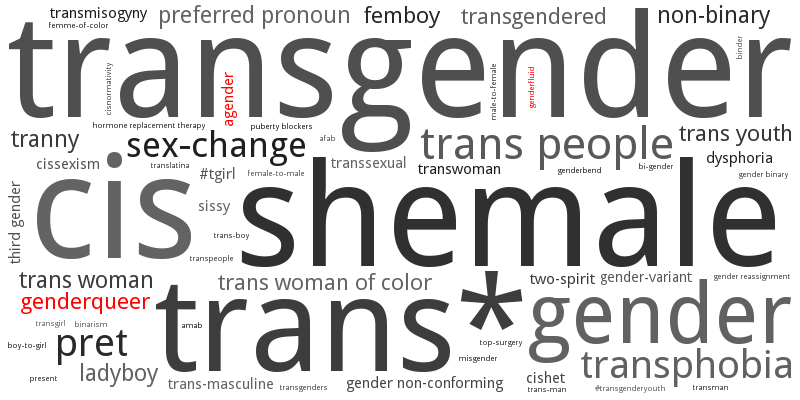 transmisogyny
preferred pronoun
femboy
transgendered
non-binary
femme-of-color
transgender
cisnormativity
agender
male-to-female
genderfluid
binder
hormone replacement therapy
puberty blockers
afab
tranny
sex-change
trans people
trans youth
cissexism
translatina
#tgirl
female-to-male
transsexual
transwoman
genderbend
bi-gender
dysphoria
gender binary
third gender
cis
sissy
shemale
trans-boy
transpeople
trans woman
trans woman of color
two-spirit
gender-variant
gender reassignment
genderqueer
trans*
gender
transgirl
binarism
amab
boy-to-girl
pret
top-surgery
misgender
transphobia
present
ladyboy
trans-masculine
transgenders
gender non-conforming
cishet
trans-man
#transgenderyouth
transman